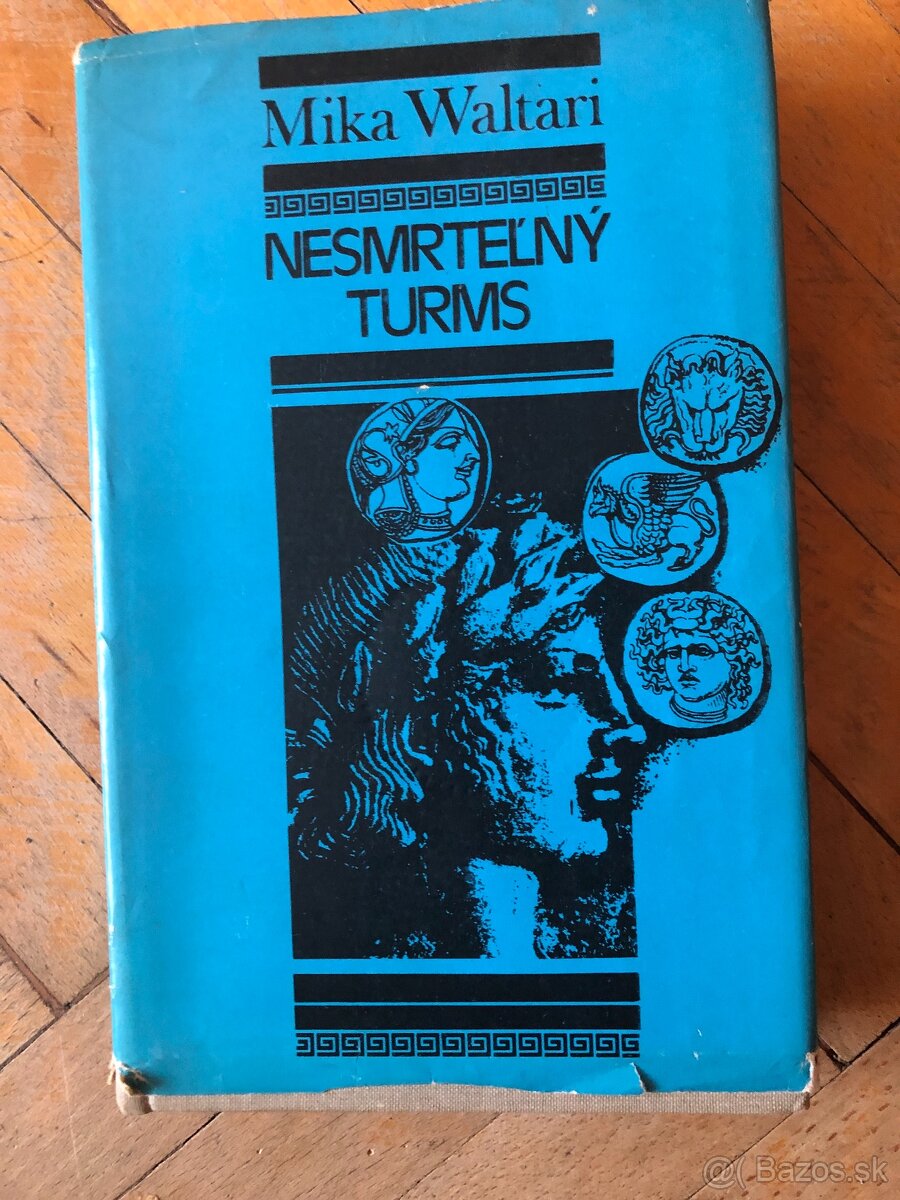 Mika Waltari
NESMRTEĽNÝ
TURMS
@ Bazos.sk